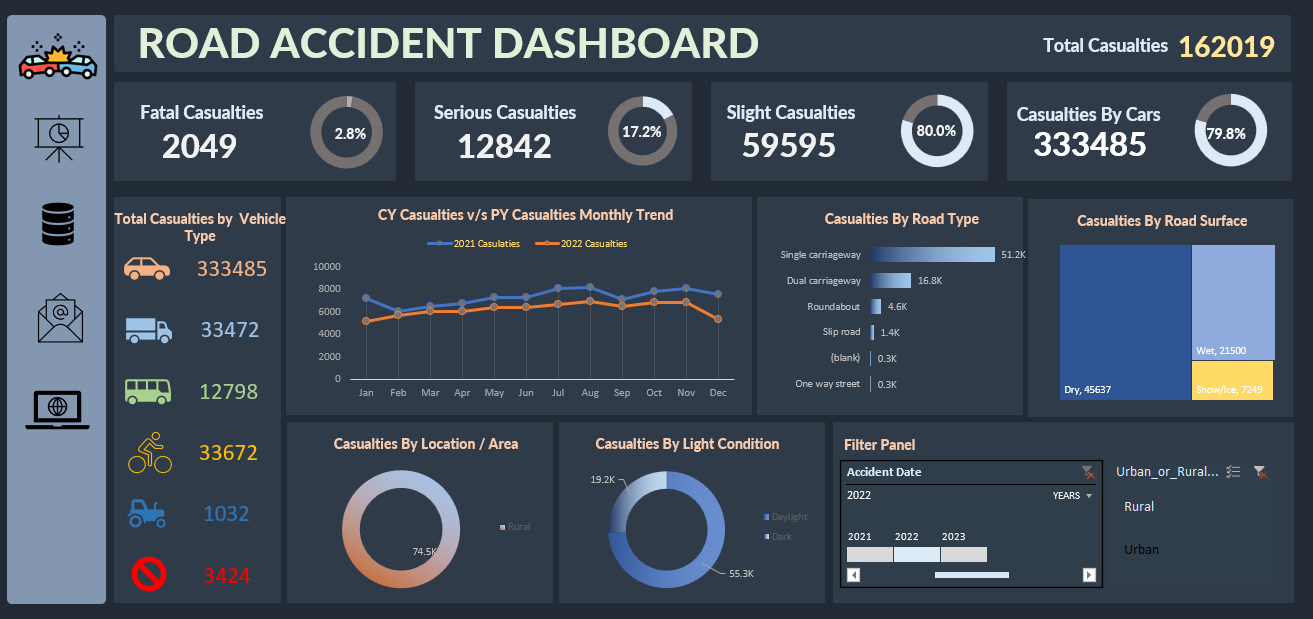 ROAD ACCIDENT DASHBOARD
Total Casualties 162019
Fatal Casualties
2049
2.8%
Serious Casualties
12842
17.2%
Slight Casualties
59595
80.0%
Casualties By Cars
333485
79.8%
Total Casualties by Vehicle
Type
333485
33472
12798
33672
1032
3424
CY Casualties v/s PY Casualties Monthly Trend
2021 Casulaties
2022 Casualties
10000
8000
6000
4000
2000
0
Jan Feb Mar Apr May Jun Jul Aug Sep Oct Nov Dec
Casualties By Road Type
Single carriageway 51.2K
Dual carriageway 16.8K
Roundabout 4.6K
Slip road 1.4K
(blank) 0.3K
One way street 0.3K
Casualties By Road Surface
Wet, 21500
Dry, 45637
Snow/Ice, 7249
Casualties By Location / Area
74.5K
Rural
Casualties By Light Condition
19.2K
55.3K
Daylight
Dark
Filter Panel
Accident Date
2022 YEARS
2021 2022 2023
Urban_or_Rural...
Rural
Urban
@